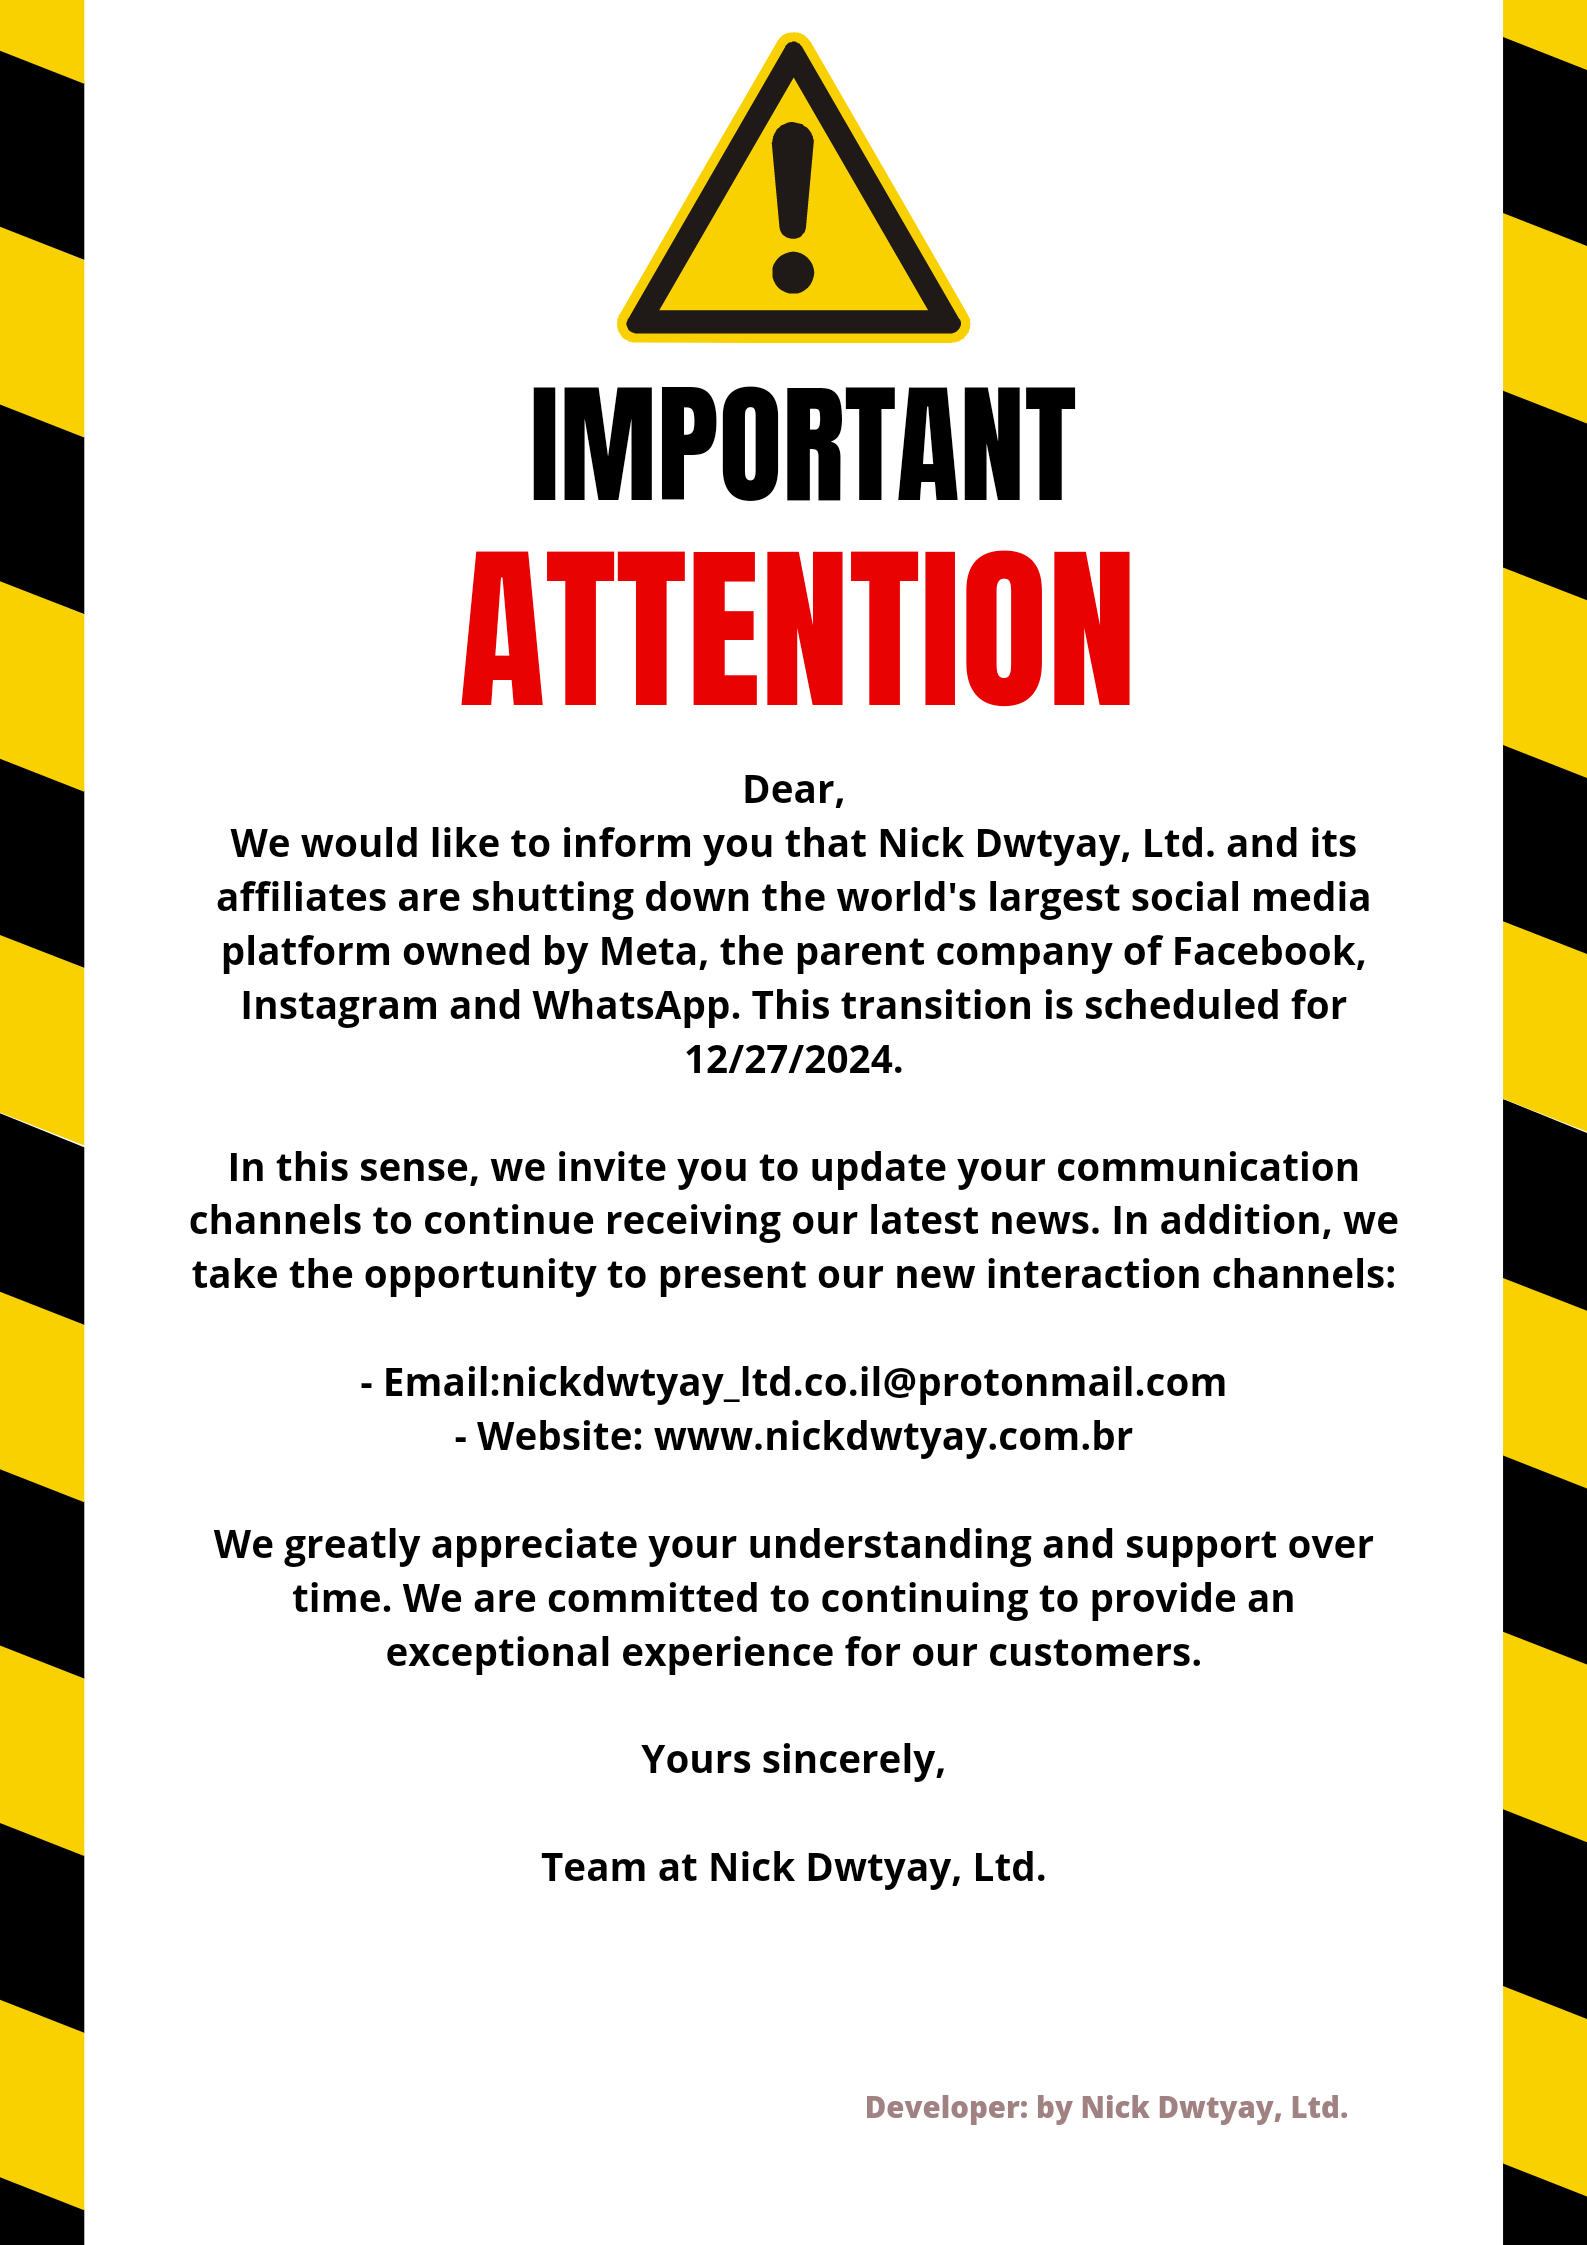 IMPORTANT
ATTENTION
Dear,
We would like to inform you that Nick Dwtyay, Ltd. and its
affiliates are shutting down the world's largest social media
platform owned by Meta, the parent company of Facebook,
Instagram and WhatsApp. This transition is scheduled for
12/27/2024.
In this sense, we invite you to update your communication
channels to continue receiving our latest news. In addition, we
take the opportunity to present our new interaction channels:
- Email:nickdwtyay_ltd.co.il@protonmail.com
- Website: www.nickdwtyay.com.br
We greatly appreciate your understanding and support over
time. We are committed to continuing to provide an
exceptional experience for our customers.
Yours sincerely,
Team at Nick Dwtyay, Ltd.
Developer: by Nick Dwtyay, Ltd.